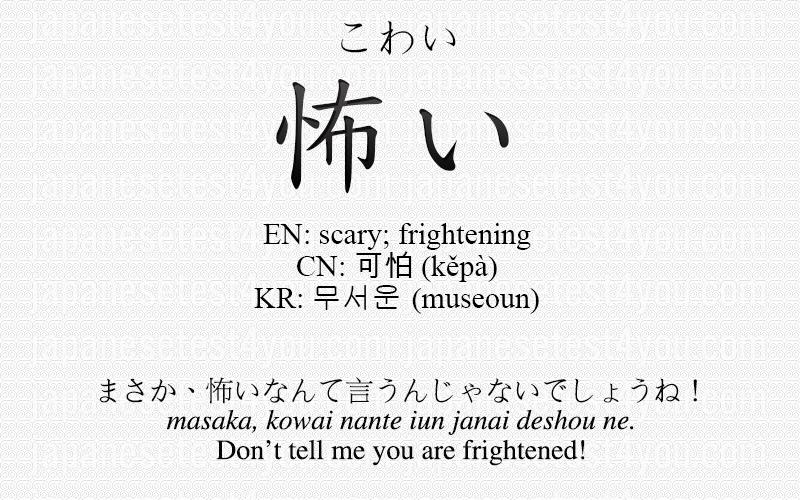 こわい
怖い
EN: scary; frightening
CN: 可怕 (kěpà)
KR: 무서운 (museoun)
まさか、怖いなんて言うんじゃないでしょうね！
masaka, kowai nante iun janai deshou ne.
Don't tell me you are frightened!
japanesetest4you.com